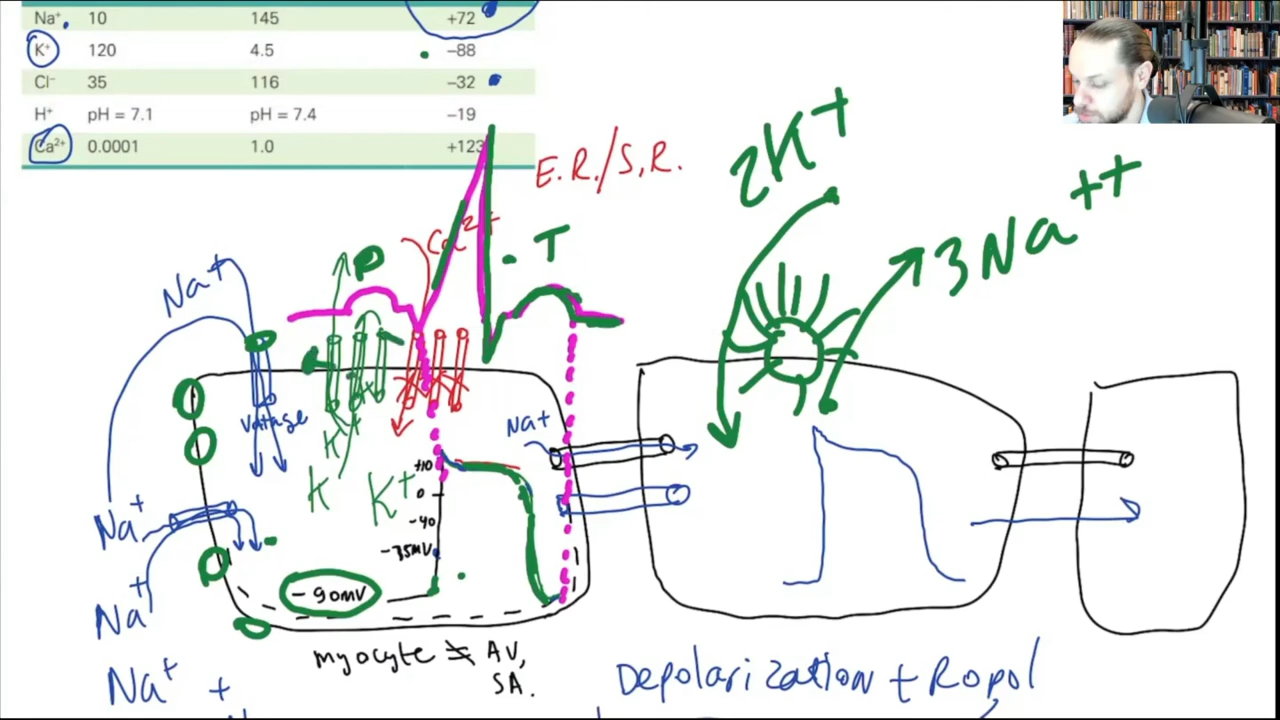 Na⁺ 10 145 +72
K⁺ 120 4.5 –88
Cl⁻ 35 116 –32
H⁺ pH = 7.1 pH = 7.4 –19
Ca²⁺ 0.0001 1.0 +123
E.R./S.R.
2K+
3Na++
Ca2+
P
T
Na+
Voltage
K+
K+
K
K+
Na+
+10
0
-40
-75mV
-90mV
Na+
Na+
myocyte ≠ AV,
SA.
Na+ +
Depolarization + Ropol